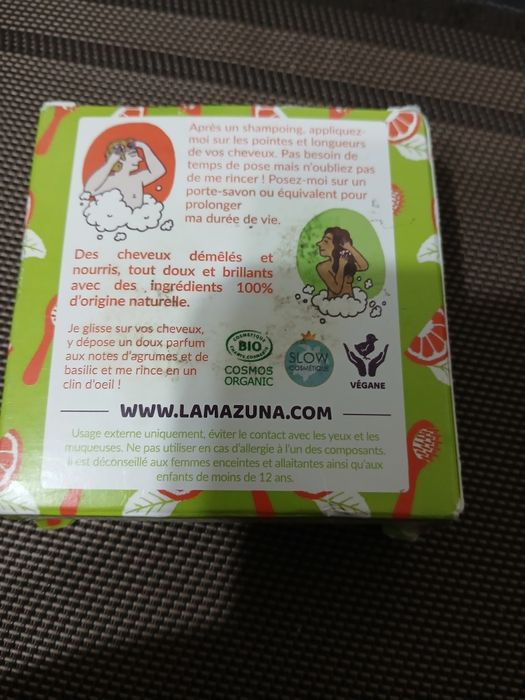 Après un shampoing, appliquez-
moi sur les pointes et longueurs
de vos cheveux. Pas besoin de
temps de pose mais n'oubliez pas
de me rincer ! Posez-moi sur un
porte-savon ou équivalent pour
prolonger
ma durée de vie.
Des cheveux démêlés et
nourris, tout doux et brillants
avec des ingrédients 100%
d'origine naturelle.
Je glisse sur vos cheveux,
y dépose un doux parfum
aux notes d'agrumes et de
basilic et me rince en un
clin d'oeil !
COSMÉTIQUE
BIO
COSMOS
ORGANIC
SLOW
COSMÉTIQUE
VÉGANE
WWW.LAMAZUNA.COM
Usage externe uniquement, éviter le contact avec les yeux et les
muqueuses. Ne pas utiliser en cas d'allergie à l'un des composants.
Il est déconseillé aux femmes enceintes et allaitantes ainsi qu'aux
enfants de moins de 12 ans.